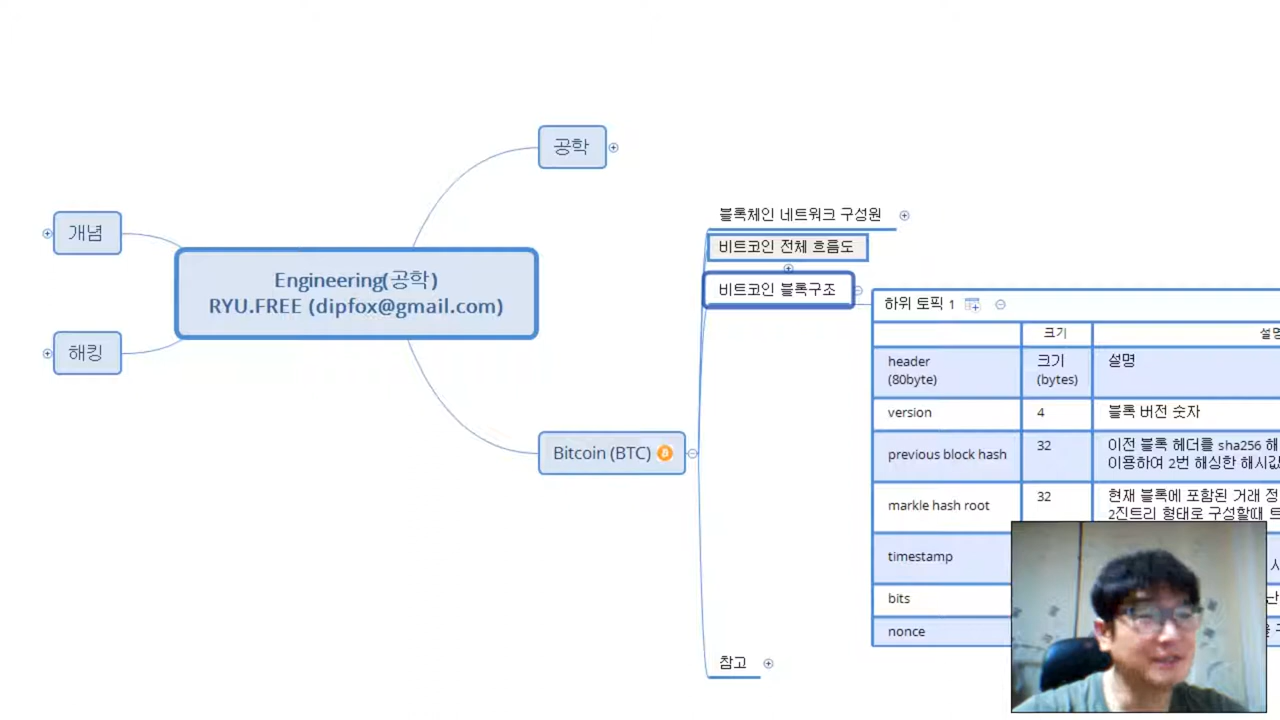 공학
개념
Engineering(공학)
RYU.FREE (dipfox@gmail.com)
해킹
Bitcoin (BTC)
블록체인 네트워크 구성원
비트코인 전체 흐름도
비트코인 블록구조
하위 토픽 1
크기
header
(80byte)
크기
(bytes)
설명
version
4
블록 버전 숫자
previous block hash
32
이전 블록 헤더를 sha256 해
이용하여 2번 해싱한 해시값
markle hash root
32
현재 블록에 포함된 거래 정
2진트리 형태로 구성할때 트
timestamp
bits
nonce
참고